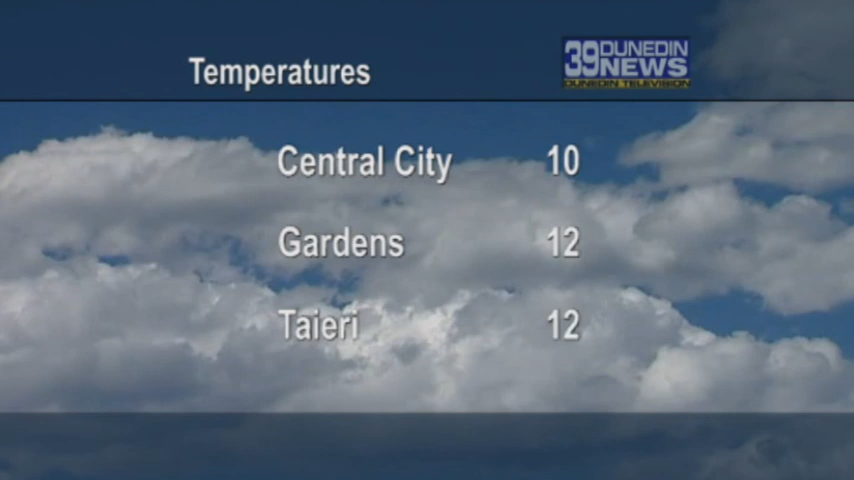 Temperatures
39 DUNEDIN NEWS
DUNEDIN TELEVISION
Central City 10
Gardens 12
Taieri 12